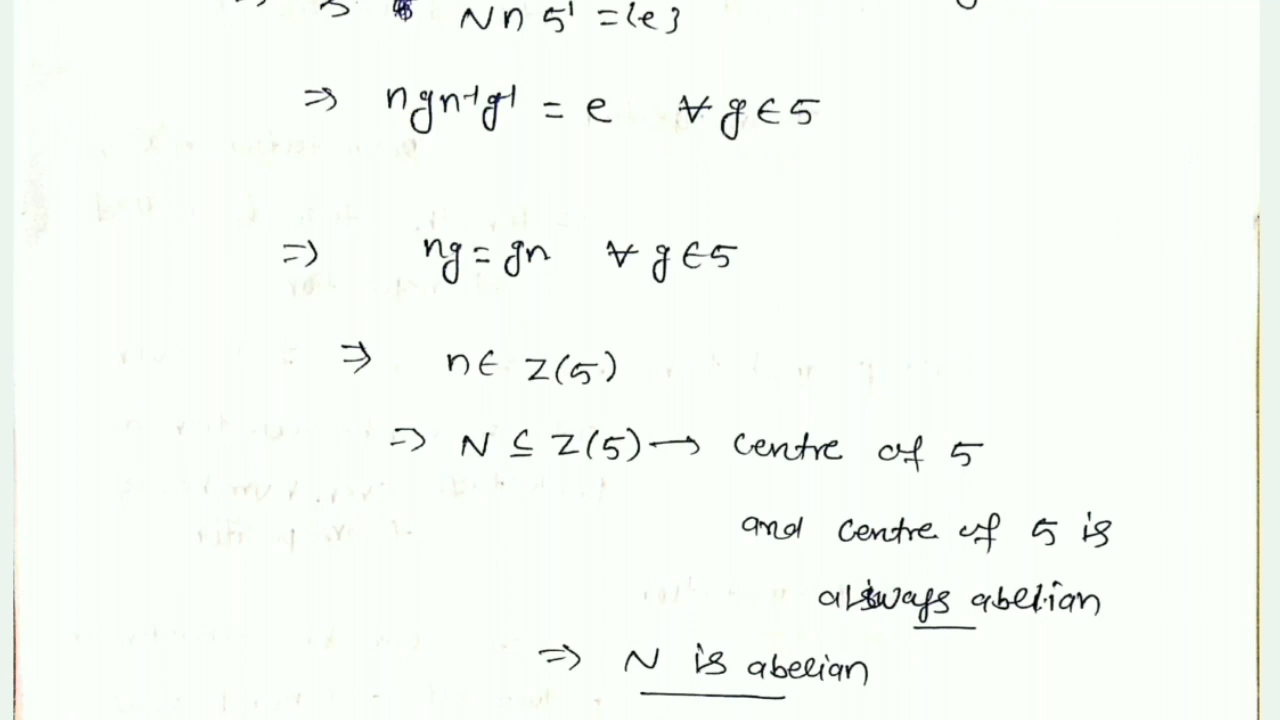 N ∩ G' = {e}
⇒ ngn⁻¹g⁻¹ = e ∀ g ∈ G
⇒ ng = gn ∀ g ∈ G
⇒ n ∈ Z(G)
⇒ N ⊆ Z(G) → centre of G
and centre of G is
always abelian
⇒ N is abelian